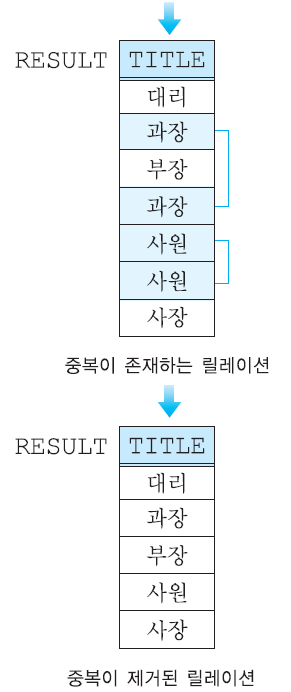 RESULT TITLE
대리
과장
부장
과장
사원
사원
사장
중복이 존재하는 릴레이션
RESULT TITLE
대리
과장
부장
사원
사장
중복이 제거된 릴레이션